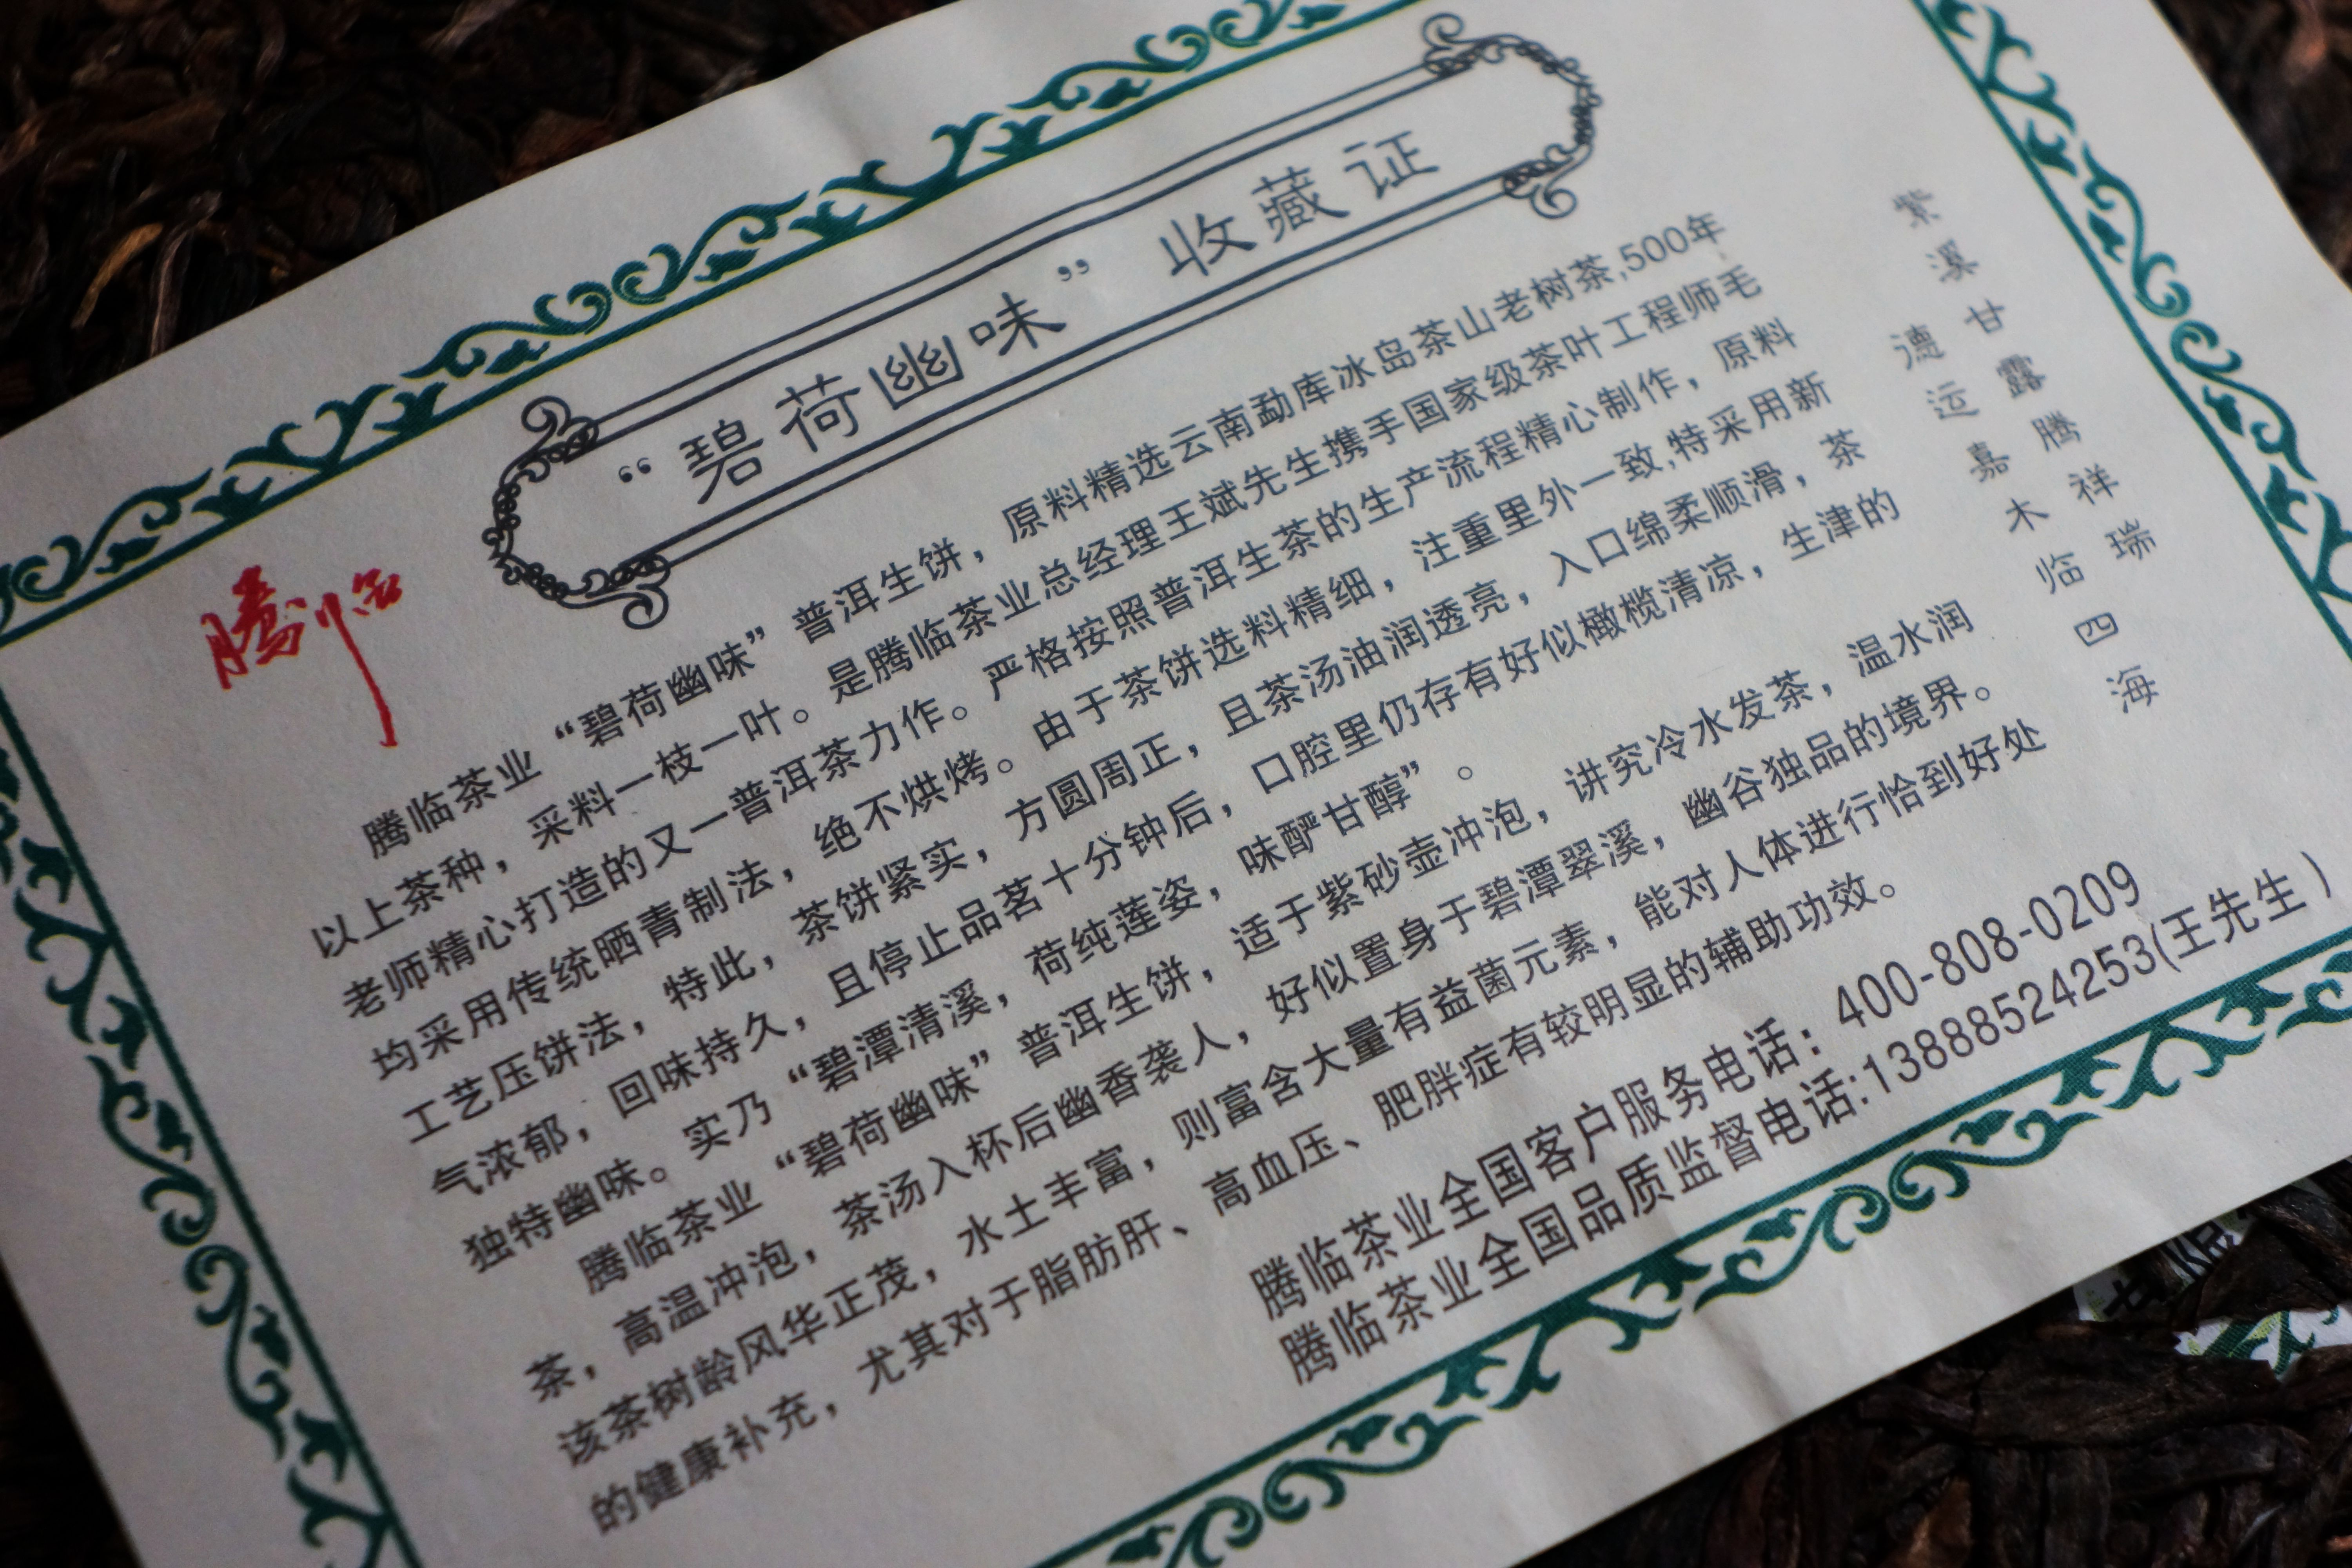 “碧荷幽味”收藏证
腾临
腾临茶业“碧荷幽味”普洱生饼，原料精选云南勐库冰岛茶山老树茶,500年
以上茶种，采料一枝一叶。是腾临茶业总经理王斌先生携手国家级茶叶工程师毛
老师精心打造的又一普洱茶力作。严格按照普洱生茶的生产流程精心制作，原料
均采用传统晒青制法，绝不烘烤。由于茶饼选料精细，注重里外一致,特采用新
工艺压饼法，特此，茶饼紧实，方圆周正，且茶汤油润透亮，入口绵柔顺滑，茶
气浓郁，回味持久，且停止品茗十分钟后，口腔里仍存有好似橄榄清凉，生津的
独特幽味。实乃“碧潭清溪，荷纯莲姿，味酽甘醇”。
腾临茶业“碧荷幽味”普洱生饼，适于紫砂壶冲泡，讲究冷水发茶，温水润
茶，高温冲泡，茶汤入杯后幽香袭人，好似置身于碧潭翠溪，幽谷独品的境界。
该茶树龄风华正茂，水土丰富，则富含大量有益菌元素，能对人体进行恰到好处
的健康补充，尤其对于脂肪肝、高血压、肥胖症有较明显的辅助功效。
腾临茶业全国客户服务电话：400-808-0209
腾临茶业全国品质监督电话:13888524253(王先生)
紫溪甘露腾祥瑞
德运嘉木临四海